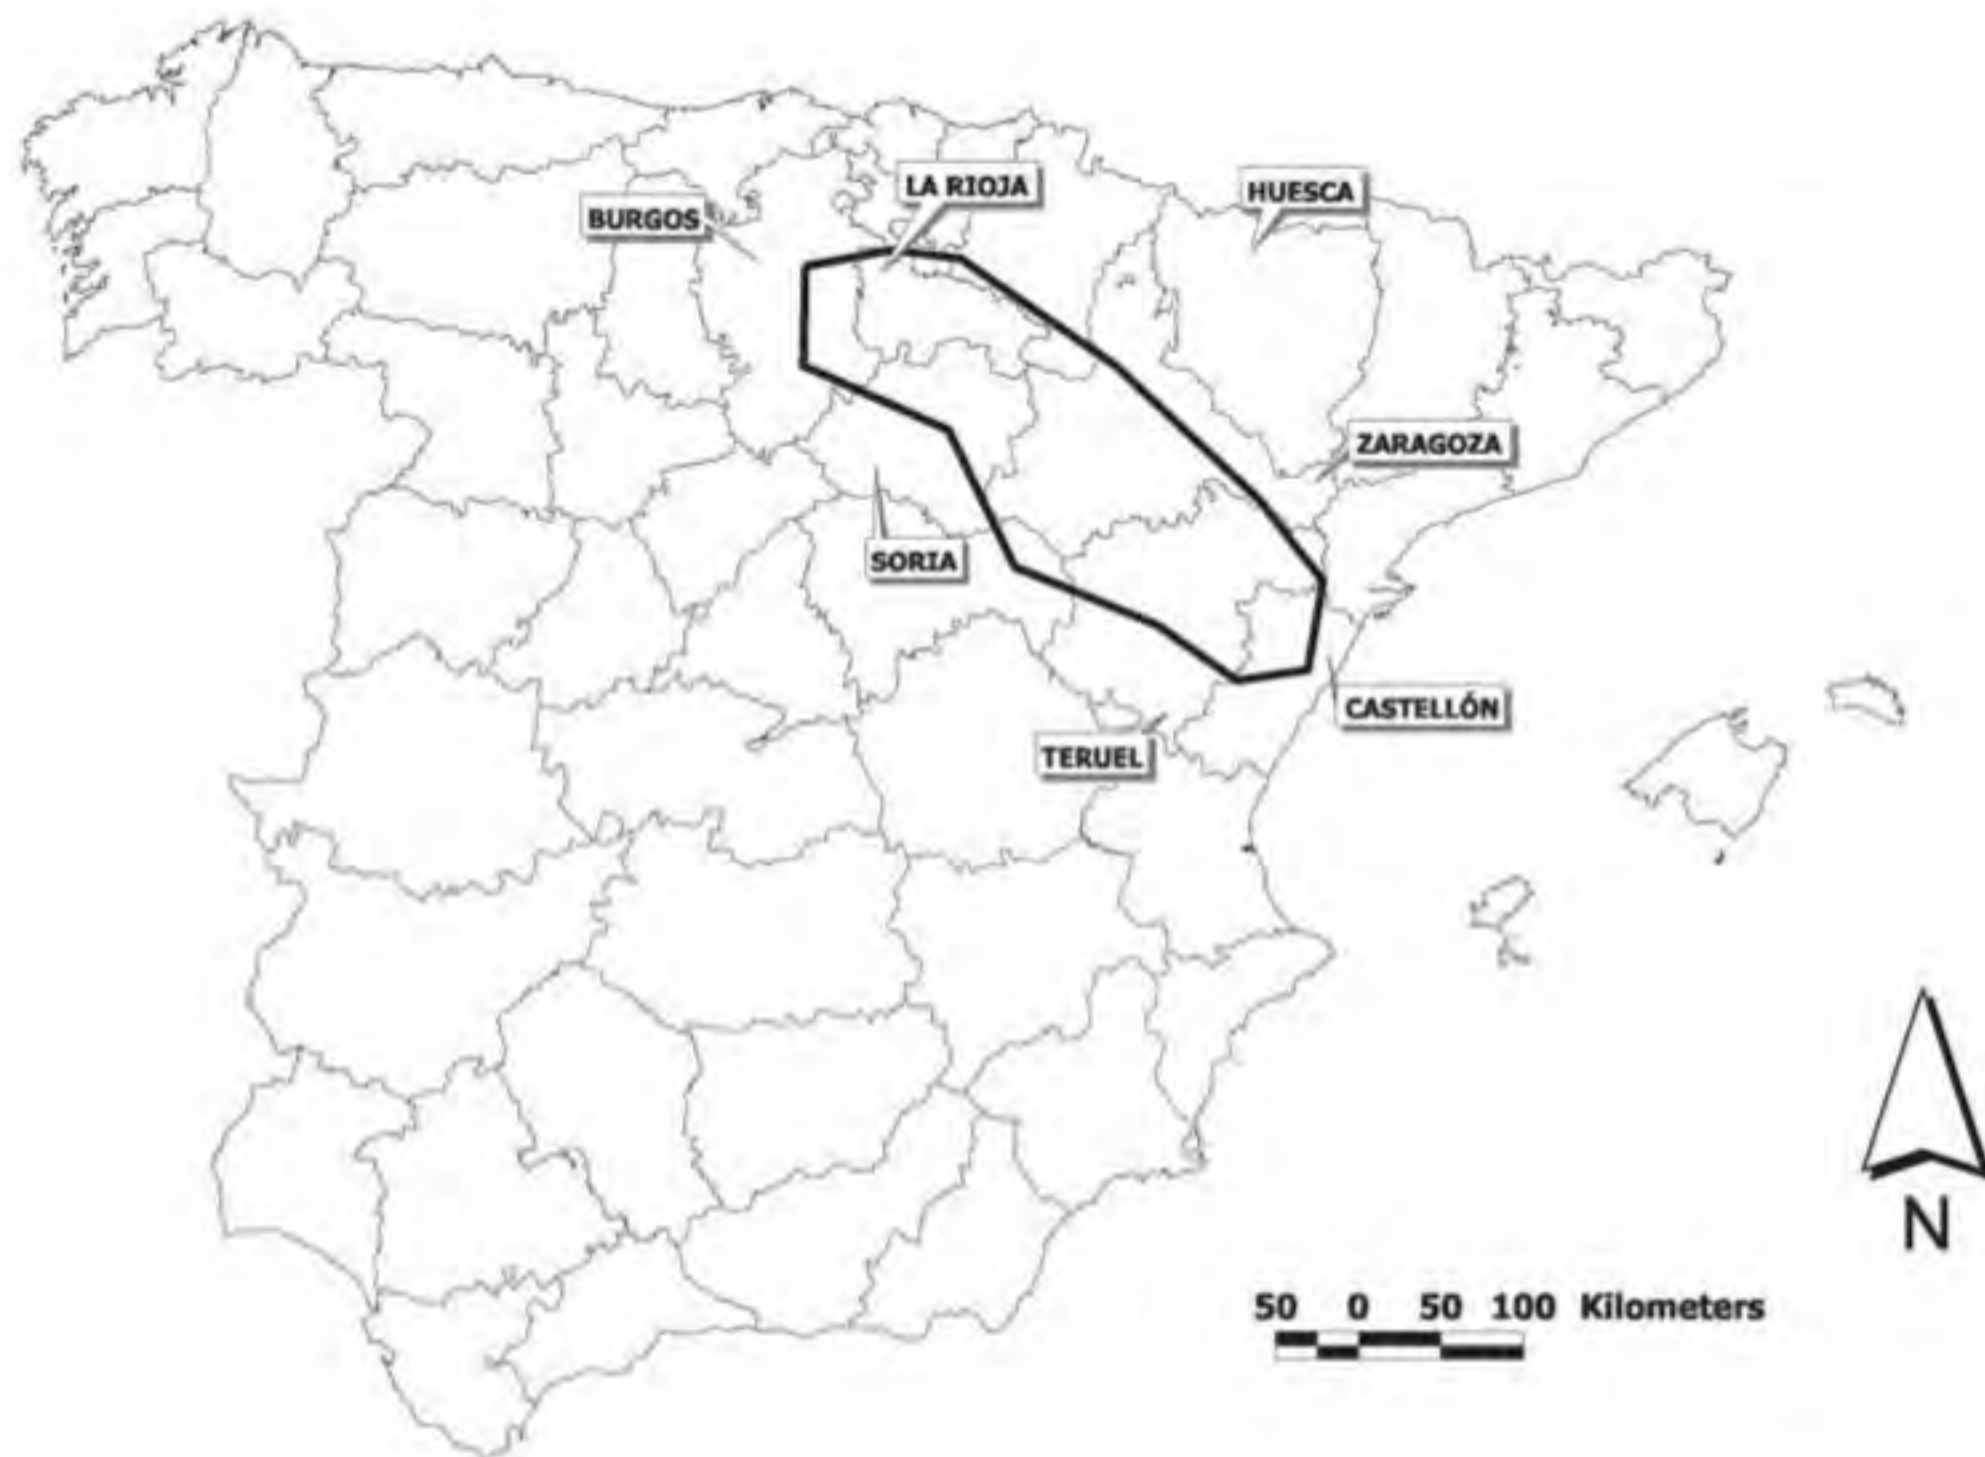 LA RIOJA
HUESCA
BURGOS
ZARAGOZA
SORIA
CASTELLÓN
TERUEL
N
50 0 50 100 Kilometers